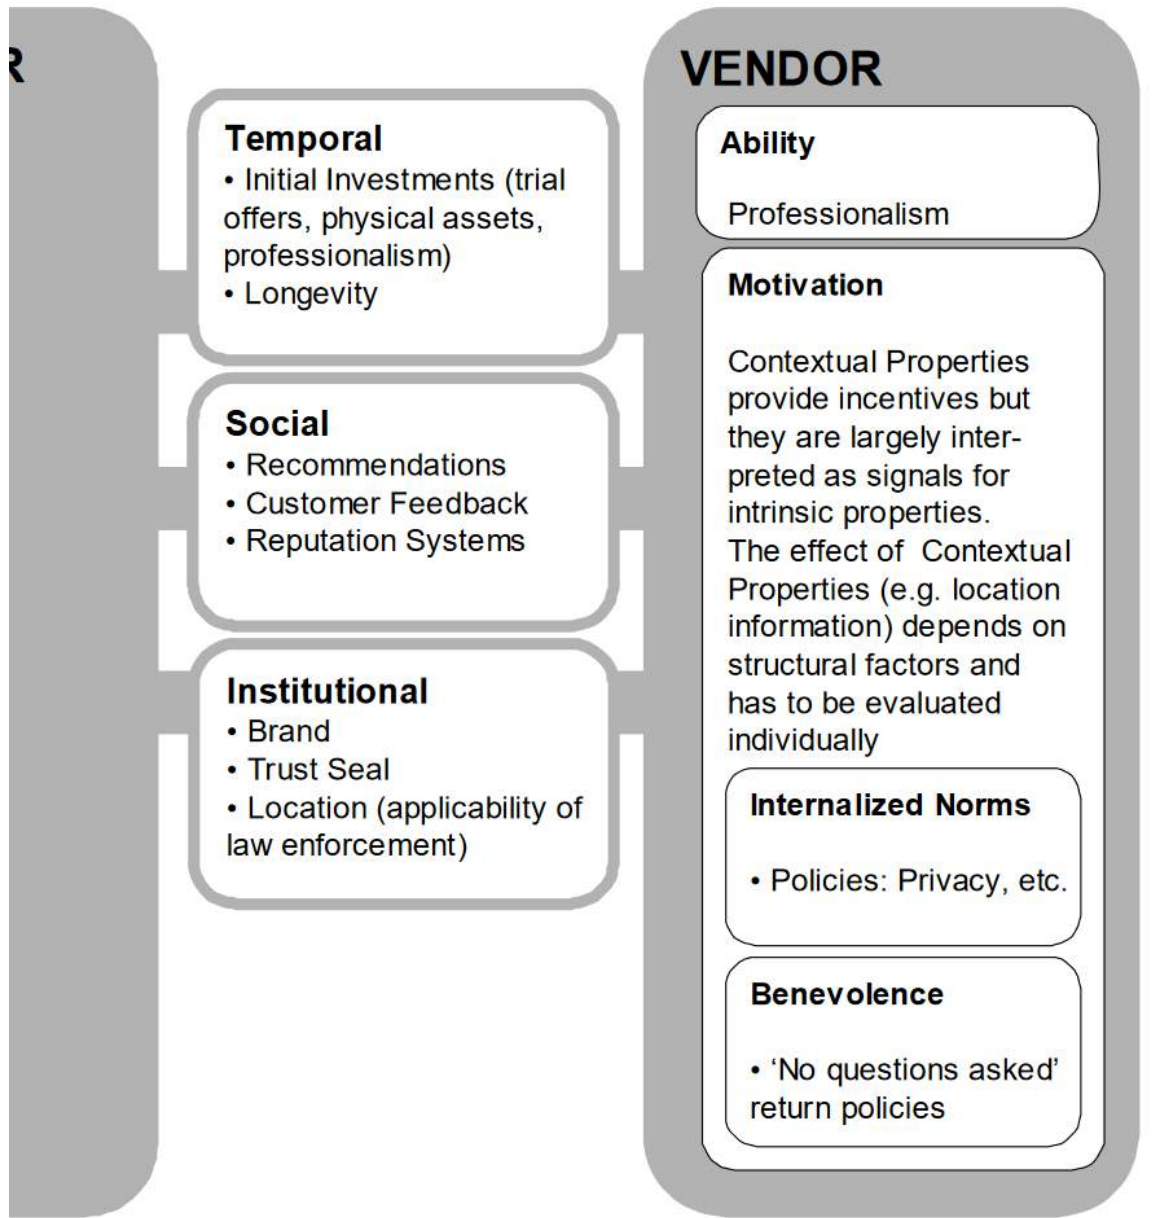 R
Temporal
• Initial Investments (trial
offers, physical assets,
professionalism)
• Longevity
Social
• Recommendations
• Customer Feedback
• Reputation Systems
Institutional
• Brand
• Trust Seal
• Location (applicability of
law enforcement)
VENDOR
Ability
Professionalism
Motivation
Contextual Properties
provide incentives but
they are largely inter-
preted as signals for
intrinsic properties.
The effect of  Contextual
Properties (e.g. location
information) depends on
structural factors and
has to be evaluated
individually
Internalized Norms
• Policies: Privacy, etc.
Benevolence
• ‘No questions asked’
return policies